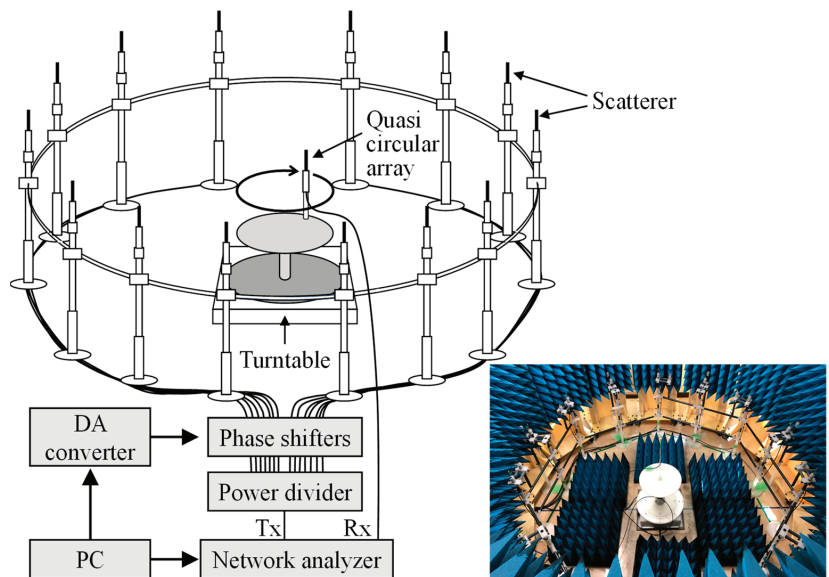 Scatterer
Quasi
circular
array
Turntable
DA
converter
Phase shifters
Power divider
Tx
Rx
PC
Network analyzer